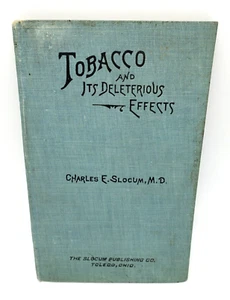 TOBACCO
AND
ITS DELETERIOUS
EFFECTS
CHARLES E. SLOCUM, M.D.
THE SLOCUM PUBLISHING CO.
TOLEDO, OHIO.